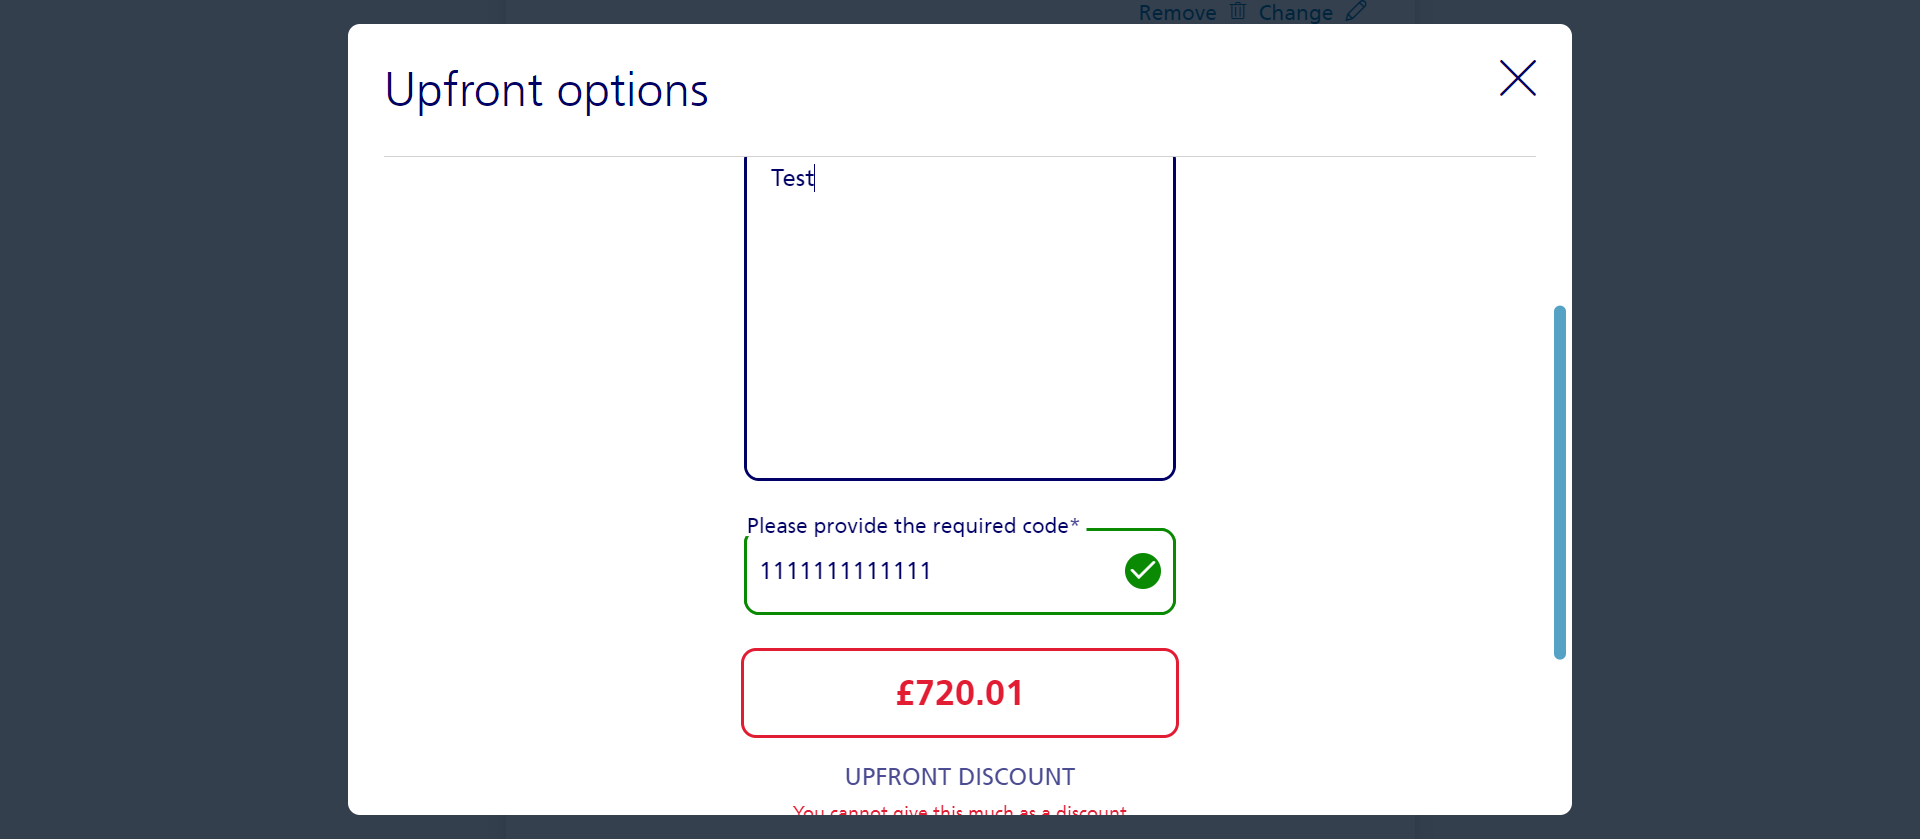 Remove Change
Upfront options
Test
Please provide the required code*
1111111111111
£720.01
UPFRONT DISCOUNT
You cannot give this much as a discount